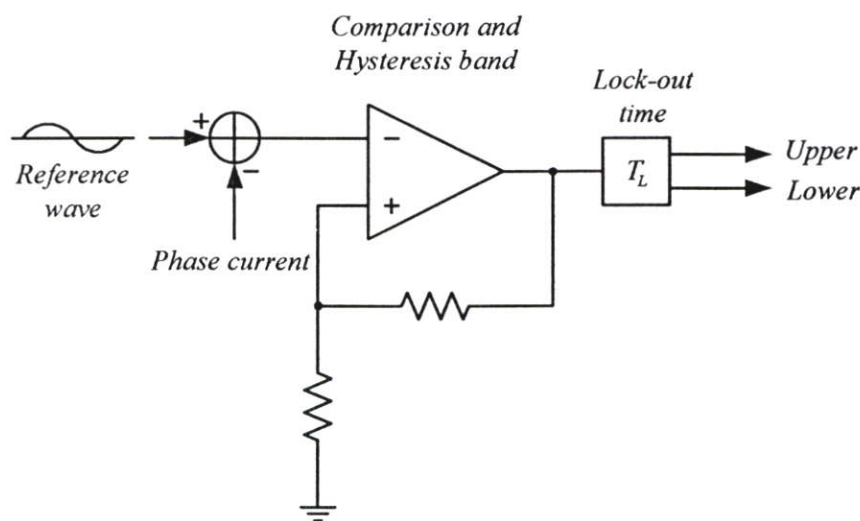 Comparison and
Hysteresis band
Lock-out
time
+
−
Upper
Reference
wave
−
T_L
Lower
+
Phase current